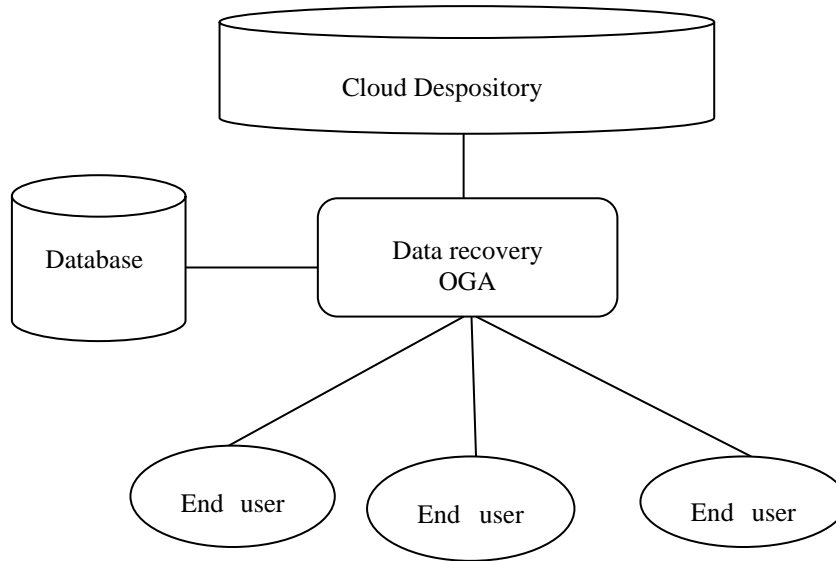 Cloud Despository
Database
Data recovery
OGA
End user
End user
End user